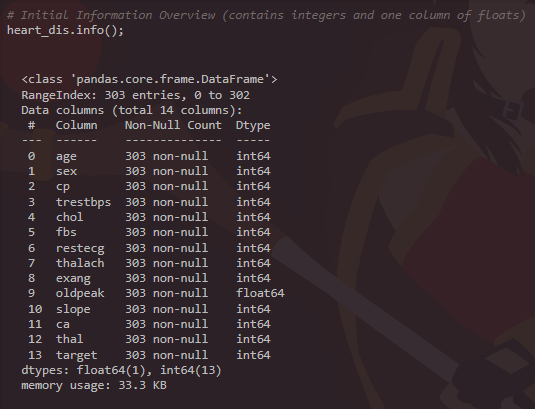 # Initial Information Overview (contains integers and one column of floats)
heart_dis.info();
<class 'pandas.core.frame.DataFrame'>
RangeIndex: 303 entries, 0 to 302
Data columns (total 14 columns):
 #   Column    Non-Null Count  Dtype
---  ------    --------------  -----
 0   age       303 non-null    int64
 1   sex       303 non-null    int64
 2   cp        303 non-null    int64
 3   trestbps  303 non-null    int64
 4   chol      303 non-null    int64
 5   fbs       303 non-null    int64
 6   restecg   303 non-null    int64
 7   thalach   303 non-null    int64
 8   exang     303 non-null    int64
 9   oldpeak   303 non-null    float64
 10  slope     303 non-null    int64
 11  ca        303 non-null    int64
 12  thal      303 non-null    int64
 13  target    303 non-null    int64
dtypes: float64(1), int64(13)
memory usage: 33.3 KB